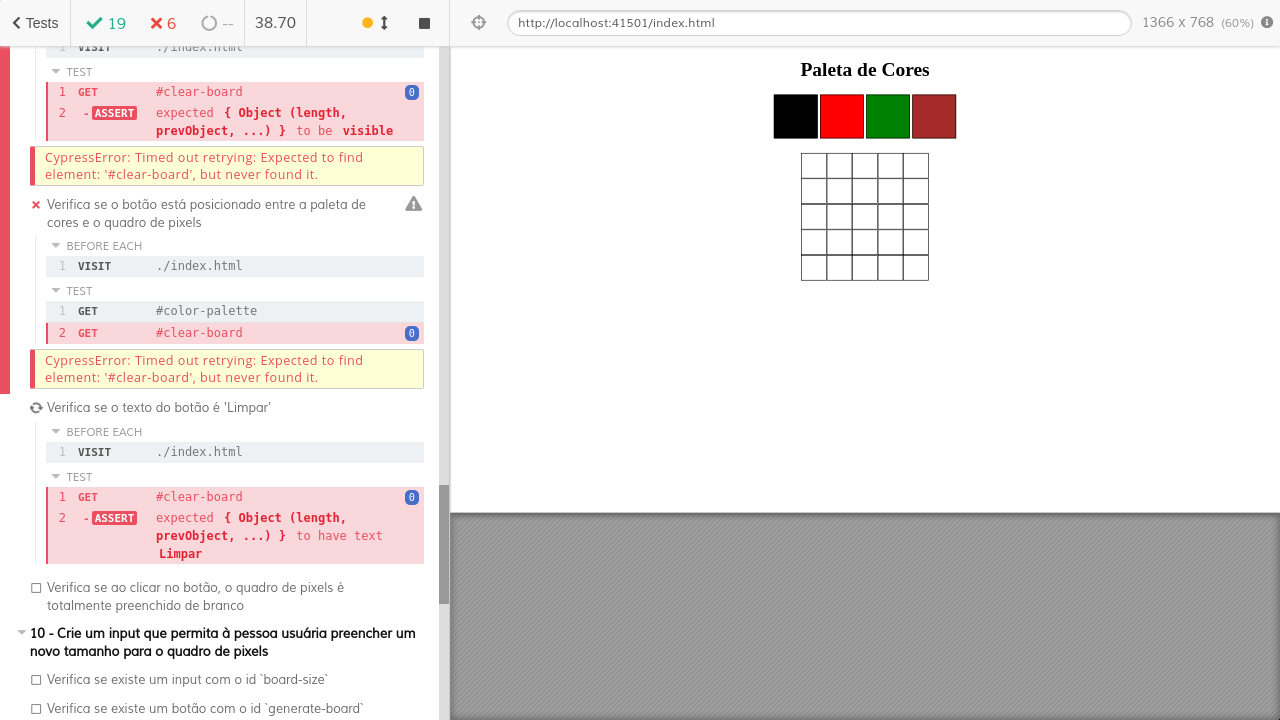 Tests
19
6
--
38.70
http://localhost:41501/index.html
1366 x 768 (60%)
1 VISIT ./index.html
TEST
1 GET #clear-board 0
2 - ASSERT expected { Object (length,
prevObject, ...) } to be visible
CypressError: Timed out retrying: Expected to find
element: '#clear-board', but never found it.
Verifica se o botão está posicionado entre a paleta de
cores e o quadro de pixels
BEFORE EACH
1 VISIT ./index.html
TEST
1 GET #color-palette
2 GET #clear-board 0
CypressError: Timed out retrying: Expected to find
element: '#clear-board', but never found it.
Verifica se o texto do botão é 'Limpar'
BEFORE EACH
1 VISIT ./index.html
TEST
1 GET #clear-board 0
2 - ASSERT expected { Object (length,
prevObject, ...) } to have text
Limpar
Verifica se ao clicar no botão, o quadro de pixels é
totalmente preenchido de branco
10 - Crie um input que permita à pessoa usuária preencher um
novo tamanho para o quadro de pixels
Verifica se existe um input com o id `board-size`
Verifica se existe um botão com o id `generate-board`
Paleta de Cores